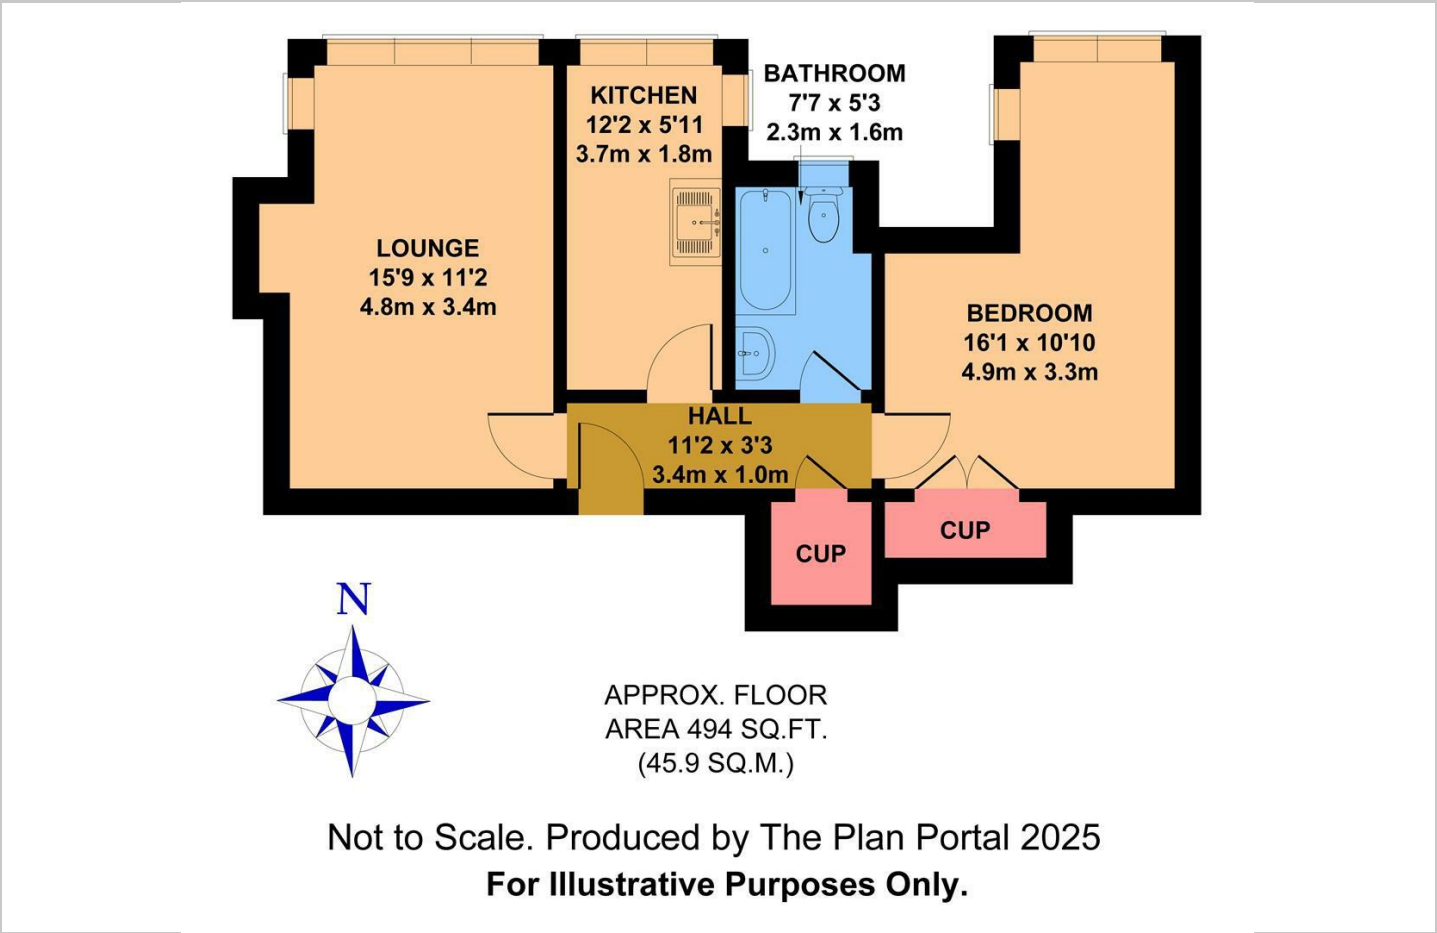 BATHROOM
7'7 x 5'3
2.3m x 1.6m
KITCHEN
12'2 x 5'11
3.7m x 1.8m
LOUNGE
15'9 x 11'2
4.8m x 3.4m
BEDROOM
16'1 x 10'10
4.9m x 3.3m
HALL
11'2 x 3'3
3.4m x 1.0m
CUP
CUP
N
APPROX. FLOOR
AREA 494 SQ.FT.
(45.9 SQ.M.)
Not to Scale. Produced by The Plan Portal 2025
For Illustrative Purposes Only.